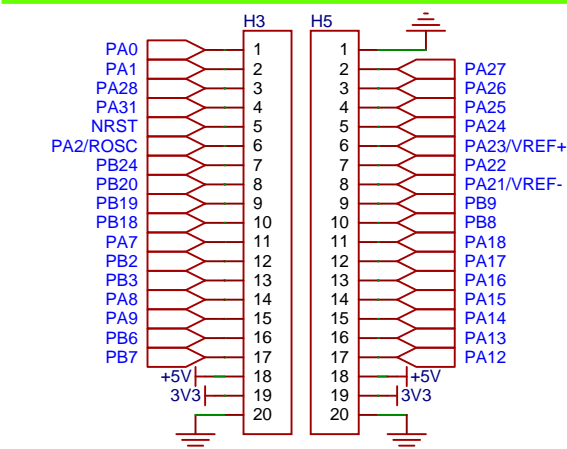 H3 H5
PA0 1 1
PA1 2 2 PA27
PA28 3 3 PA26
PA31 4 4 PA25
NRST 5 5 PA24
PA2/ROSC 6 6 PA23/VREF+
PB24 7 7 PA22
PB20 8 8 PA21/VREF-
PB19 9 9 PB9
PB18 10 10 PB8
PA7 11 11 PA18
PB2 12 12 PA17
PB3 13 13 PA16
PA8 14 14 PA15
PA9 15 15 PA14
PB6 16 16 PA13
PB7 17 17 PA12
+5V 18 18 +5V
3V3 19 19 3V3
20 20